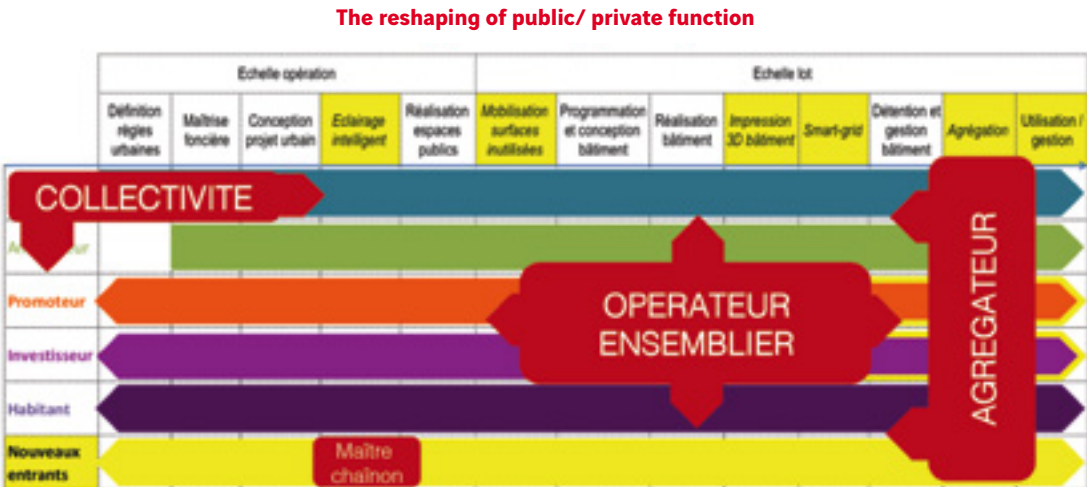 The reshaping of public/ private function
Echelle opération
Echelle lot
Définition
règles
urbaines
Maîtrise
foncière
Conception
projet urbain
Eclairage
intelligent
Réalisation
espaces
publics
Mobilisation
surfaces
inutilisées
Programmation
et conception
bâtiment
Réalisation
bâtiment
Impression
3D bâtiment
Smart-grid
Détention et
gestion
bâtiment
Agrégation
Utilisation /
gestion
COLLECTIVITE
Promoteur
Investisseur
Habitant
Nouveaux
entrants
OPERATEUR
ENSEMBLIER
AGREGATEUR
Maître
chaînon